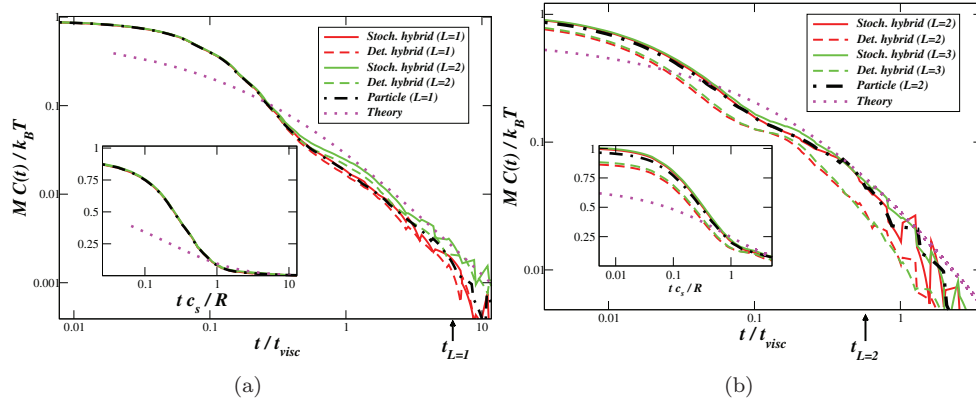 Stoch. hybrid (L=1)
Det. hybrid (L=1)
Stoch. hybrid (L=2)
Det. hybrid (L=2)
Particle (L=1)
Theory
M C(t) / k_B T
1
0.1
0.01
0.001
1
0.75
0.5
0.25
0.1
1
10
t c_s / R
0.01
0.1
1
10
t / t_visc
t_L=1
(a)
Stoch. hybrid (L=2)
Det. hybrid (L=2)
Stoch. hybrid (L=3)
Det. hybrid (L=3)
Particle (L=2)
Theory
M C(t) / k_B T
1
0.1
0.01
1
0.75
0.5
0.25
0.01
0.1
1
t c_s / R
0.01
0.1
1
t / t_visc
t_L=2
(b)